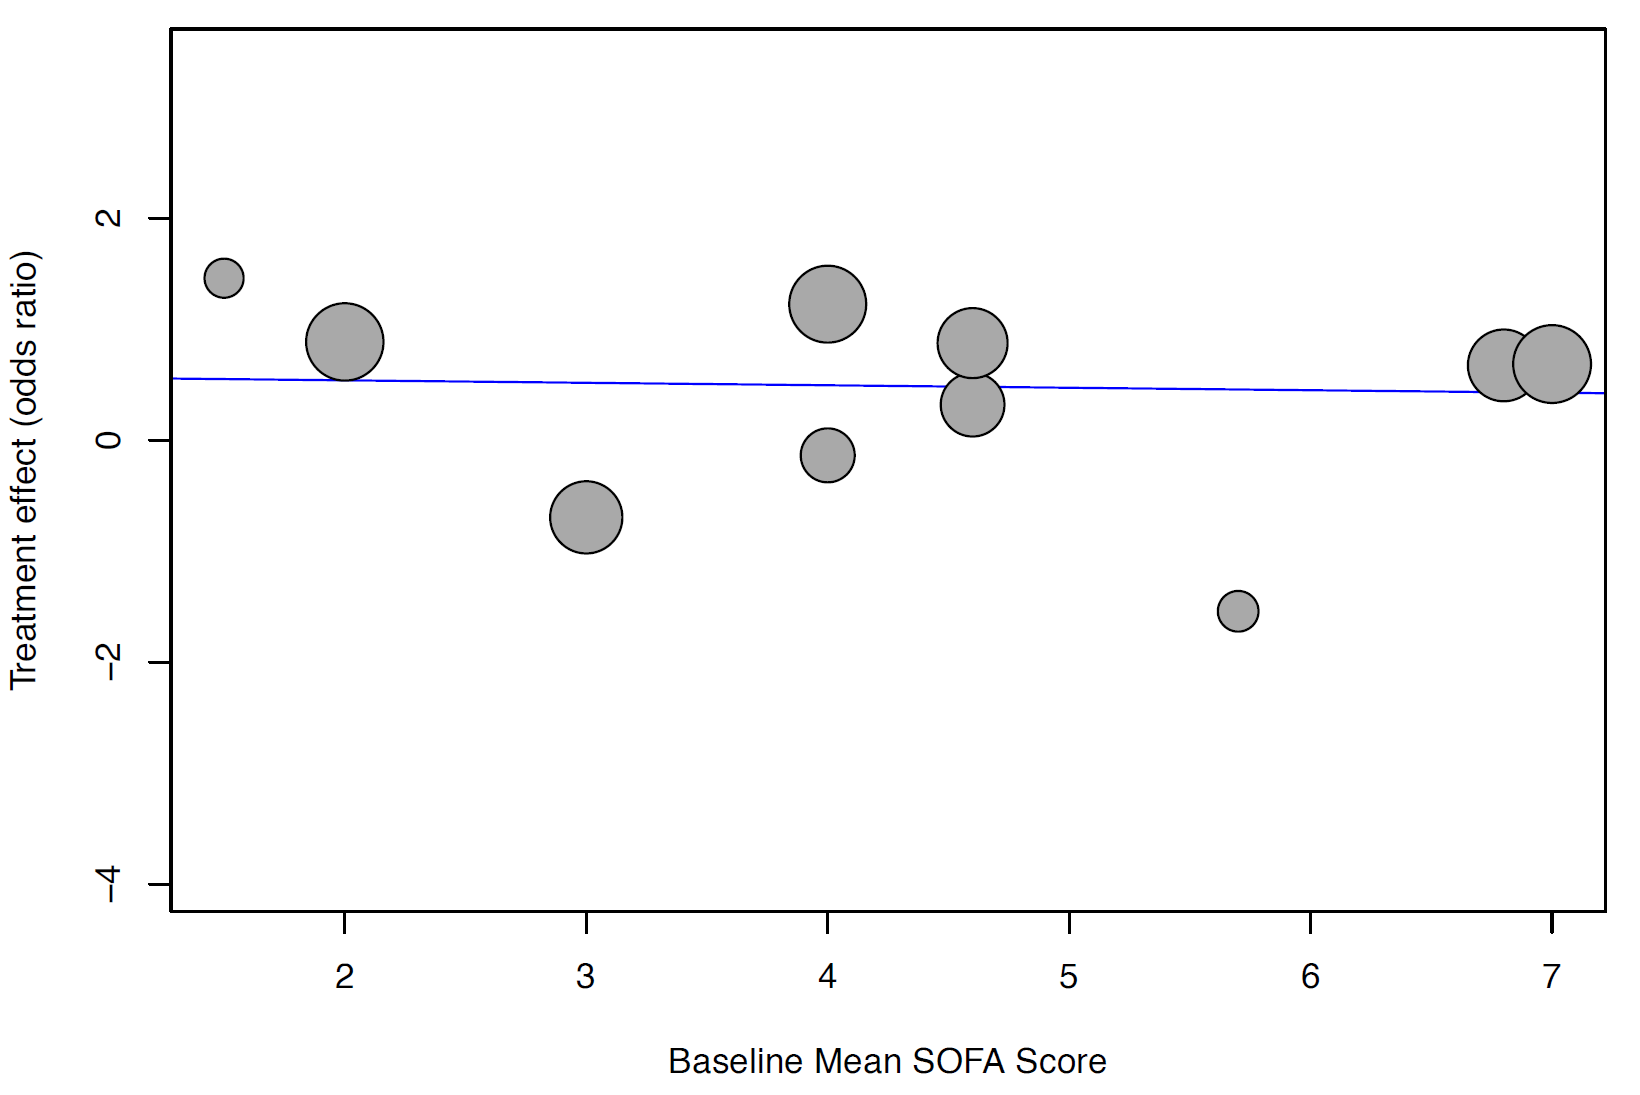 Treatment effect (odds ratio)
2
0
−2
−4
2 3 4 5 6 7
Baseline Mean SOFA Score